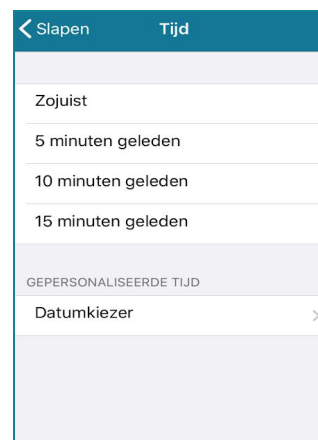 Slapen Tijd
Zojuist
5 minuten geleden
10 minuten geleden
15 minuten geleden
GEPERSONALISEERDE TIJD
Datumkiezer